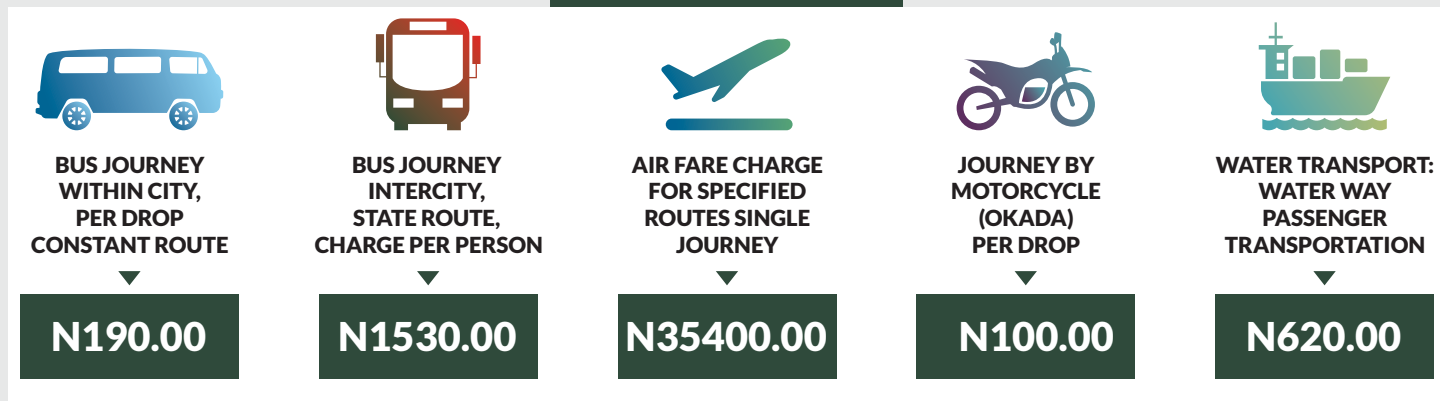 BUS JOURNEY
WITHIN CITY,
PER DROP
CONSTANT ROUTE
N190.00
BUS JOURNEY
INTERCITY,
STATE ROUTE,
CHARGE PER PERSON
N1530.00
AIR FARE CHARGE
FOR SPECIFIED
ROUTES SINGLE
JOURNEY
N35400.00
JOURNEY BY
MOTORCYCLE
(OKADA)
PER DROP
N100.00
WATER TRANSPORT:
WATER WAY
PASSENGER
TRANSPORTATION
N620.00